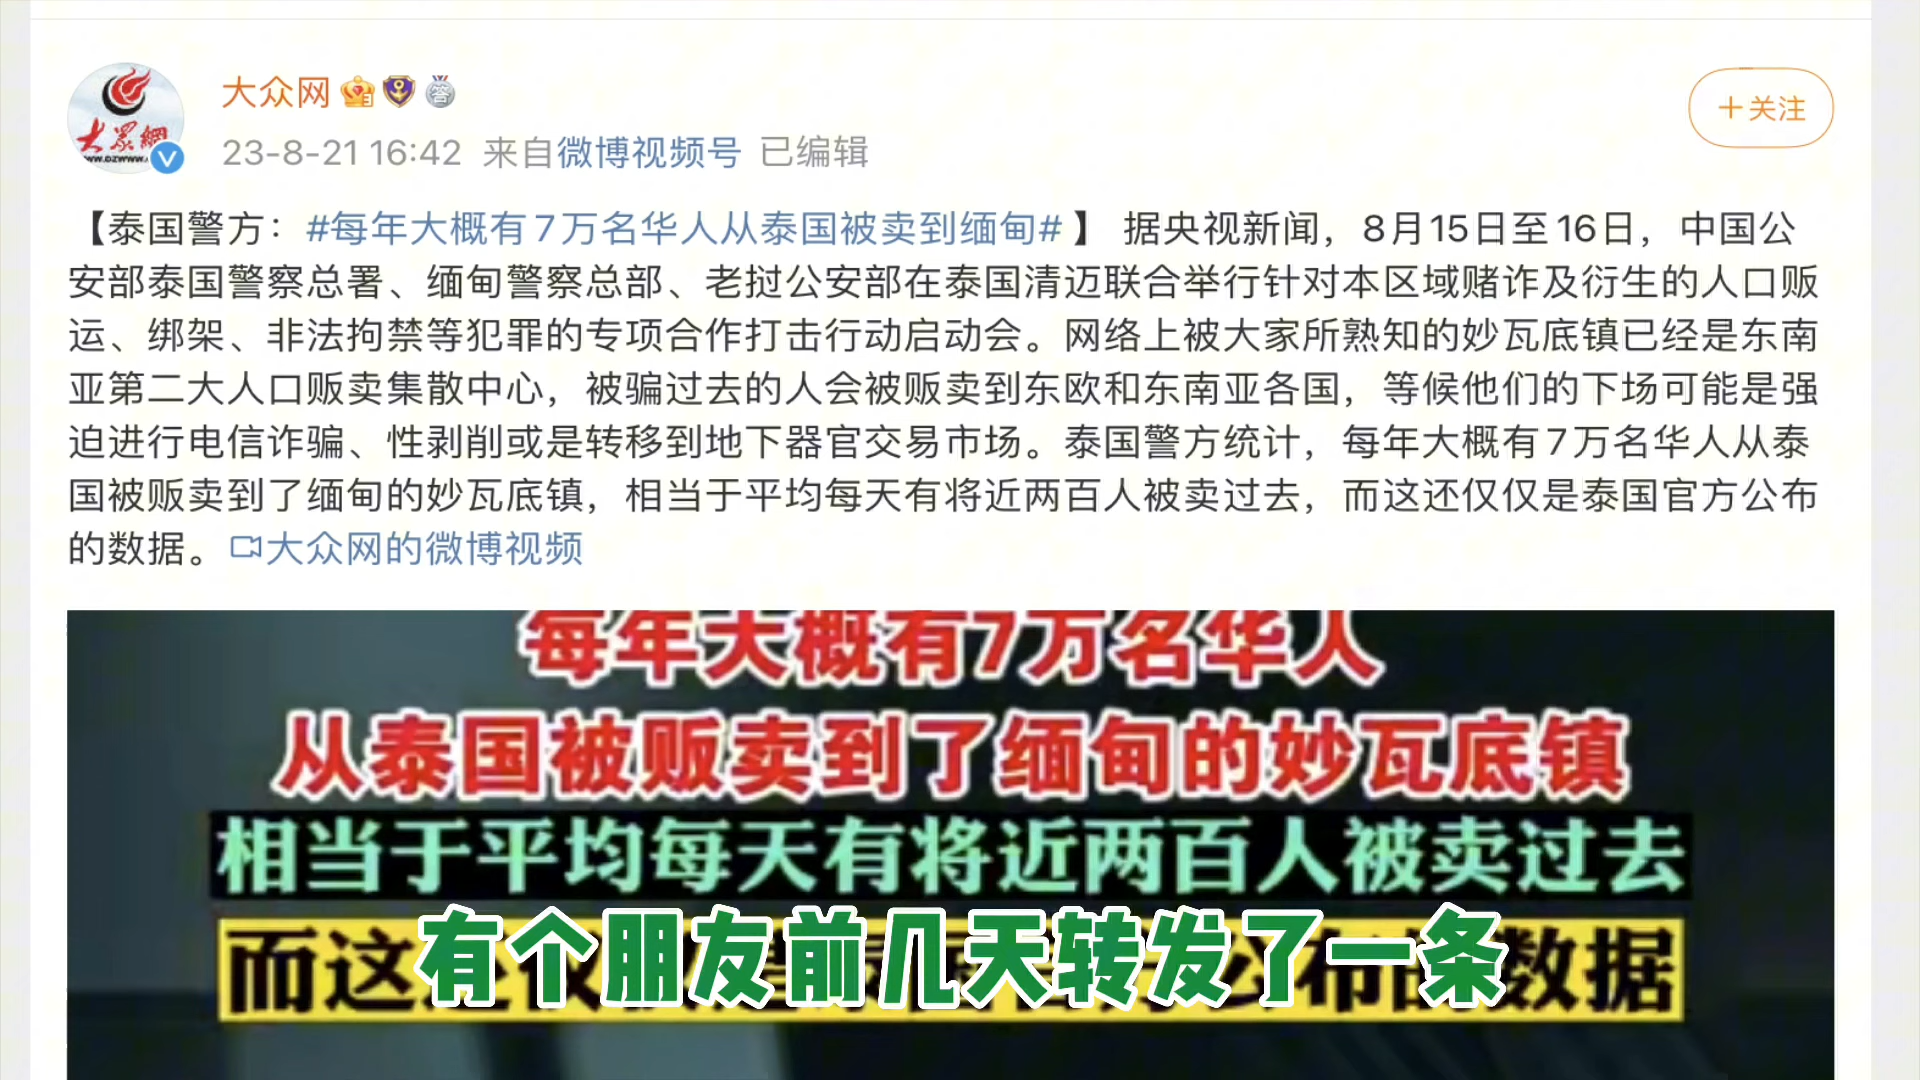 大众网
大眾網
WWW.DZWWW.
答
23-8-21 16:42 来自微博视频号 已编辑
+关注
【泰国警方：#每年大概有7万名华人从泰国被卖到缅甸#】 据央视新闻，8月15日至16日，中国公
安部泰国警察总署、缅甸警察总部、老挝公安部在泰国清迈联合举行针对本区域赌诈及衍生的人口贩
运、绑架、非法拘禁等犯罪的专项合作打击行动启动会。网络上被大家所熟知的妙瓦底镇已经是东南
亚第二大人口贩卖集散中心，被骗过去的人会被贩卖到东欧和东南亚各国，等候他们的下场可能是强
迫进行电信诈骗、性剥削或是转移到地下器官交易市场。泰国警方统计，每年大概有7万名华人从泰
国被贩卖到了缅甸的妙瓦底镇，相当于平均每天有将近两百人被卖过去，而这还仅仅是泰国官方公布
的数据。大众网的微博视频
每年大概有7万名华人
从泰国被贩卖到了缅甸的妙瓦底镇
相当于平均每天有将近两百人被卖过去
而这 数据
有个朋友前几天转发了一条